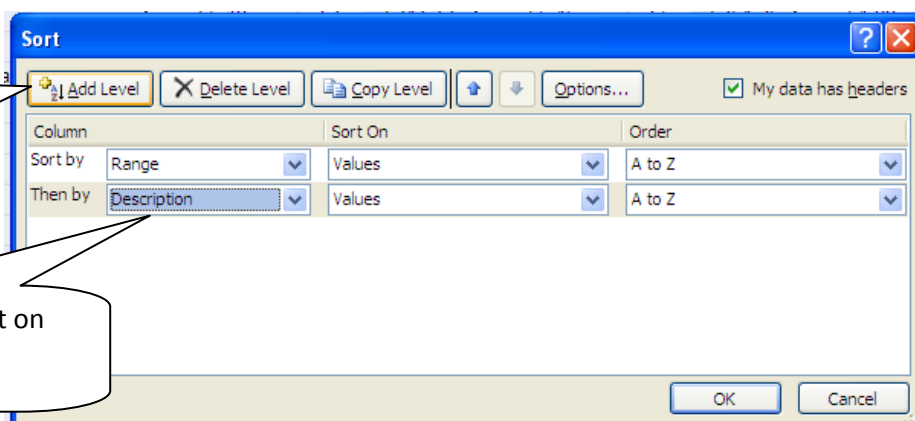 Sort
Add Level Delete Level Copy Level Options... My data has headers
Column Sort On Order
Sort by Range Values A to Z
Then by Description Values A to Z
t on
OK Cancel